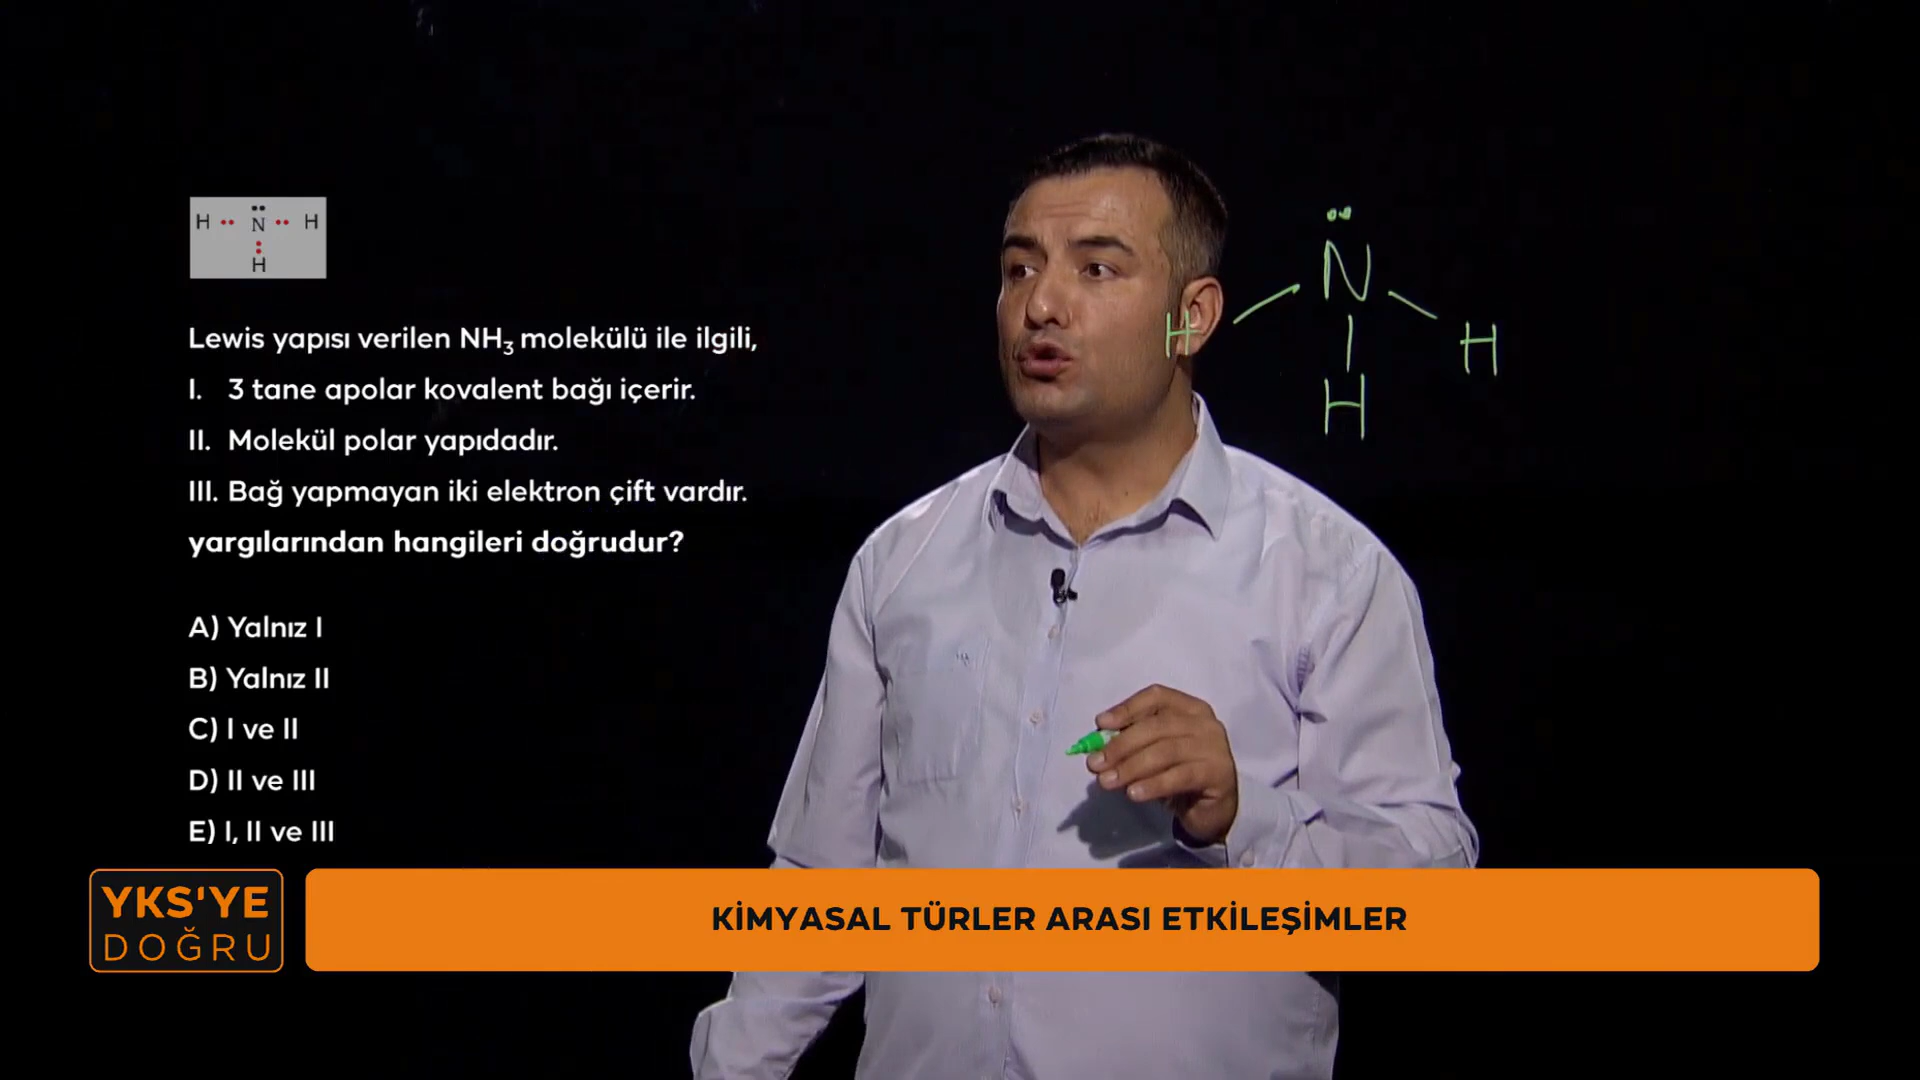 H •• N •• H
H
Lewis yapısı verilen NH₃ molekülü ile ilgili,
I. 3 tane apolar kovalent bağı içerir.
II. Molekül polar yapıdadır.
III. Bağ yapmayan iki elektron çift vardır.
yargılarından hangileri doğrudur?
A) Yalnız I
B) Yalnız II
C) I ve II
D) II ve III
E) I, II ve III
N
H H
H
YKS'YE
DOĞRU
KİMYASAL TÜRLER ARASI ETKİLEŞİMLER